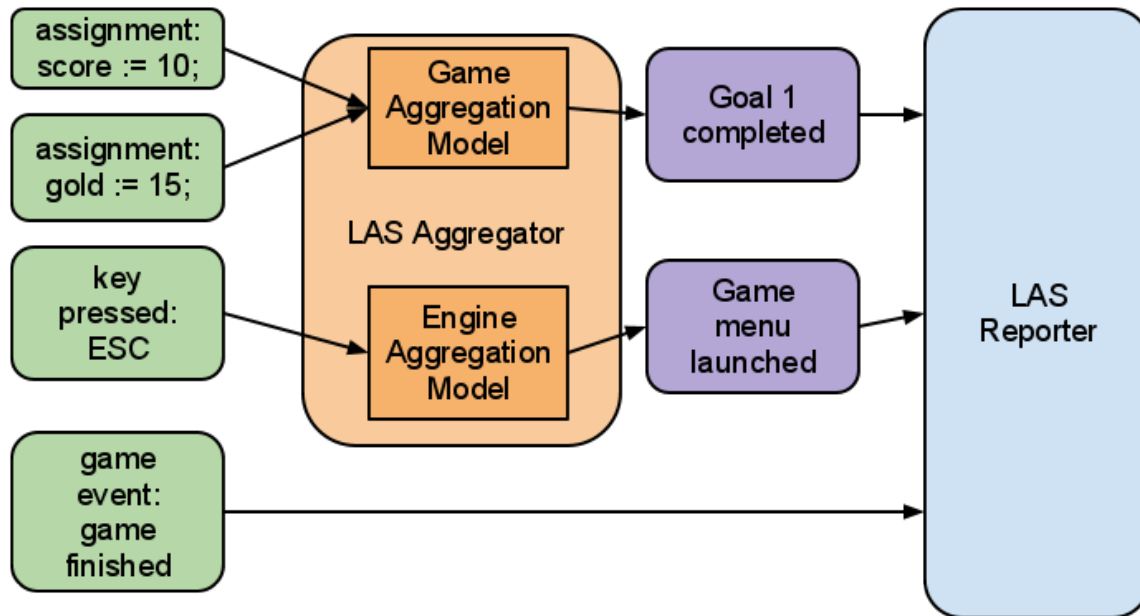 assignment:
score := 10;
assignment:
gold := 15;
key
pressed:
ESC
game
event:
game
finished
Game
Aggregation
Model
LAS Aggregator
Engine
Aggregation
Model
Goal 1
completed
Game
menu
launched
LAS
Reporter